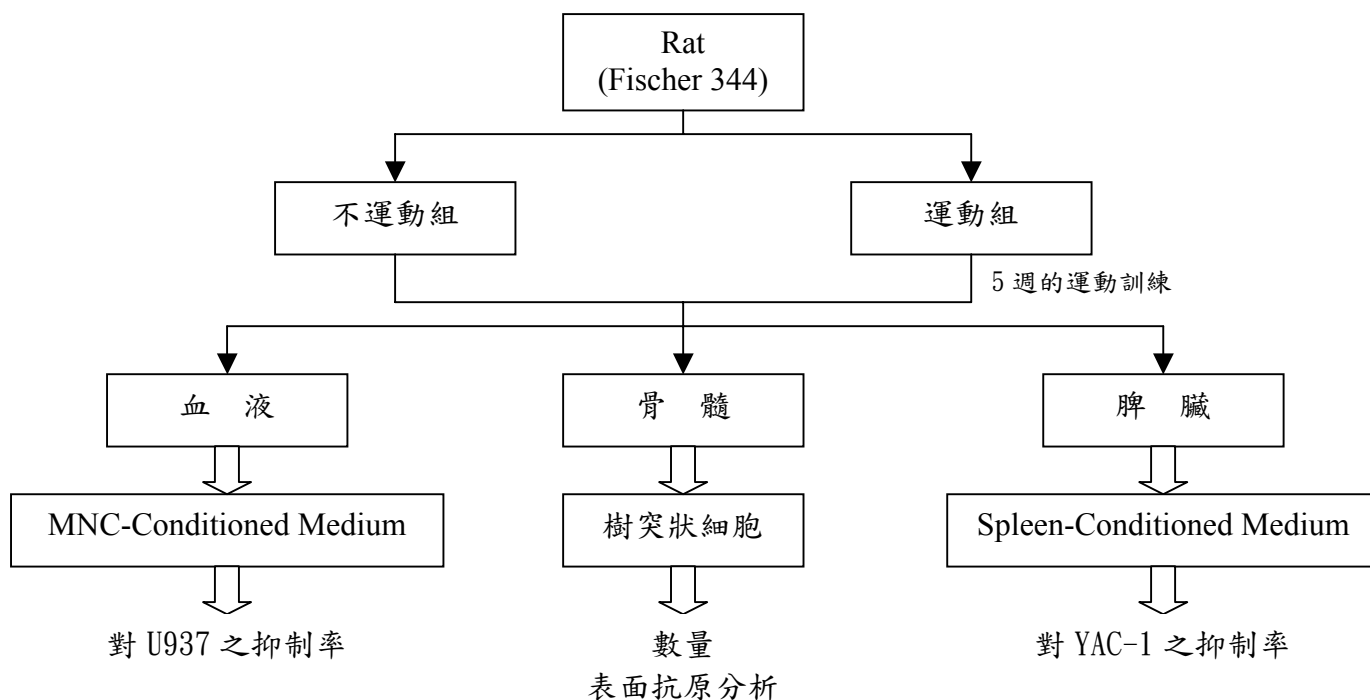 Rat
(Fischer 344)
不運動組
運動組
5 週的運動訓練
血 液
骨 髓
脾 臟
MNC-Conditioned Medium
樹突狀細胞
Spleen-Conditioned Medium
對 U937 之抑制率
數量
對 YAC-1 之抑制率
表面抗原分析